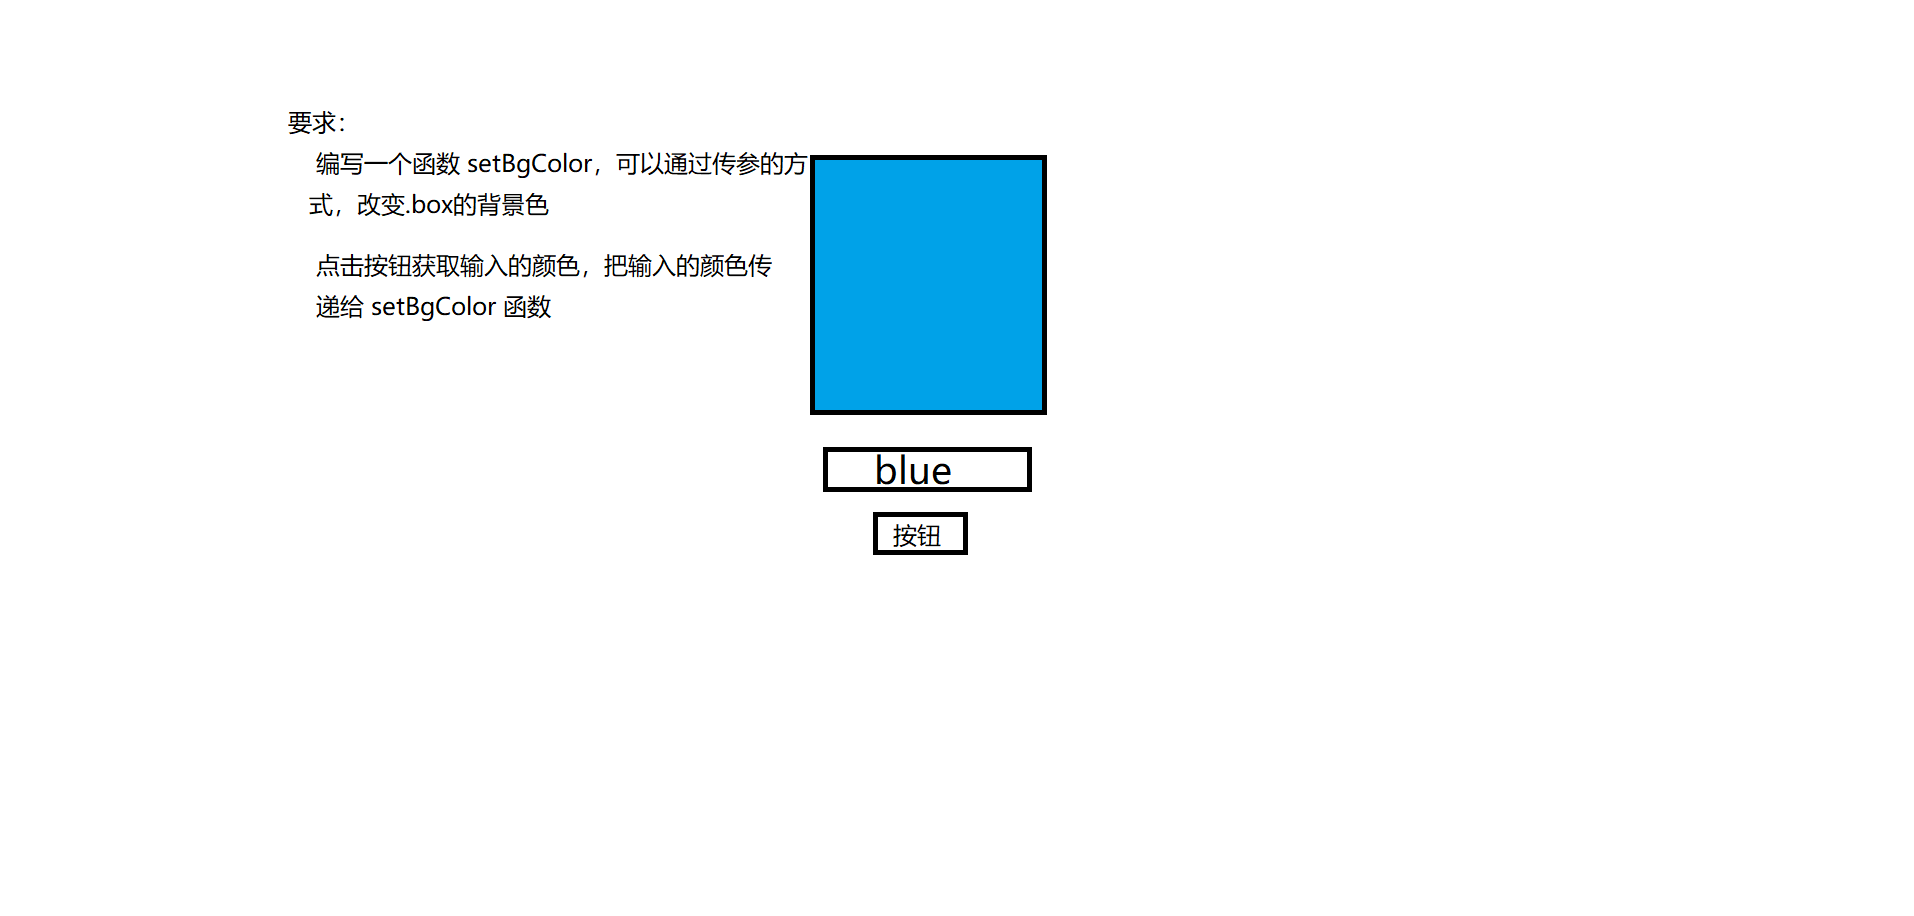 要求：
编写一个函数 setBgColor，可以通过传参的方
式，改变.box的背景色
点击按钮获取输入的颜色，把输入的颜色传
递给 setBgColor 函数
blue
按钮